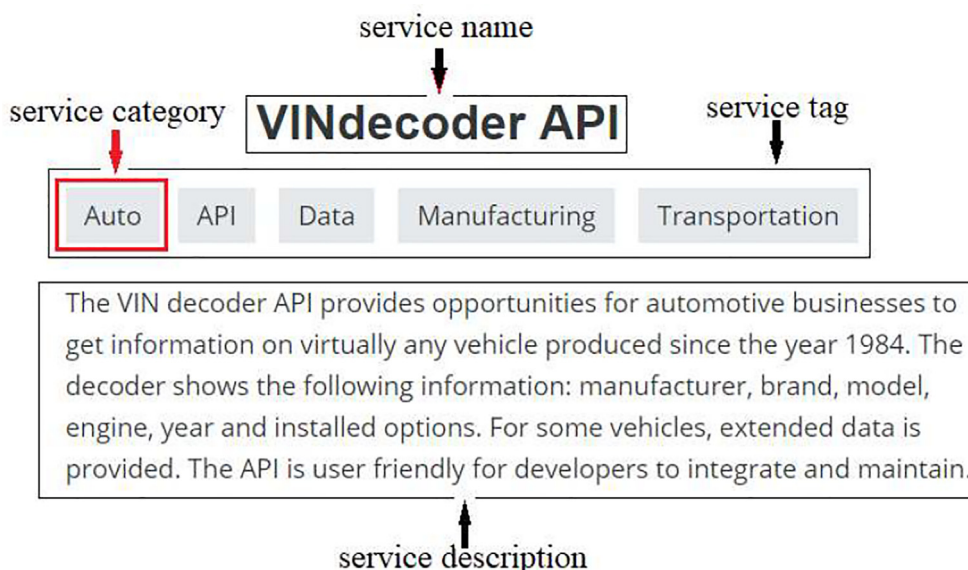 service name
service category
VINdecoder API
service tag
Auto API Data Manufacturing Transportation
The VIN decoder API provides opportunities for automotive businesses to
get information on virtually any vehicle produced since the year 1984. The
decoder shows the following information: manufacturer, brand, model,
engine, year and installed options. For some vehicles, extended data is
provided. The API is user friendly for developers to integrate and maintain.
service description